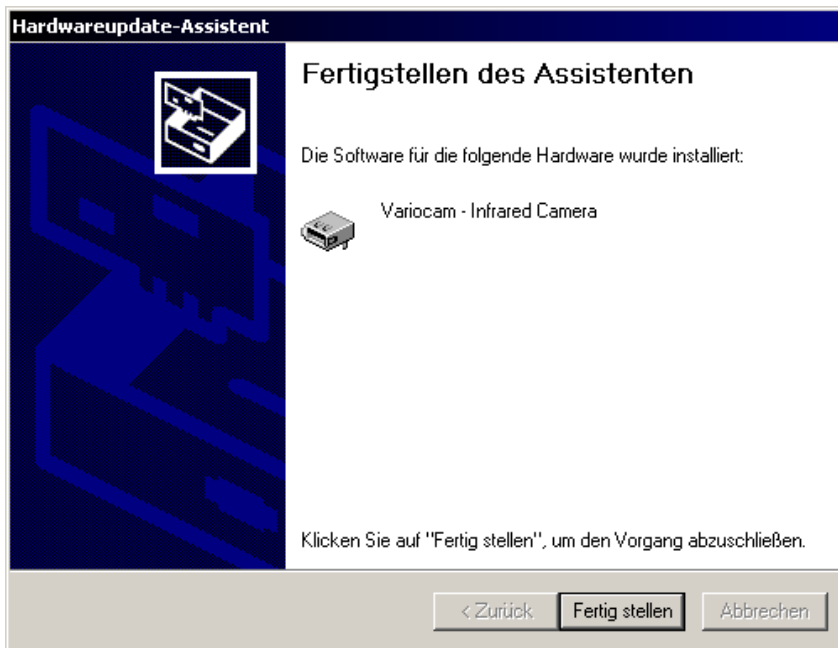 Hardwareupdate-Assistent
Fertigstellen des Assistenten
Die Software für die folgende Hardware wurde installiert:
Variocam - Infrared Camera
Klicken Sie auf "Fertig stellen", um den Vorgang abzuschließen.
< Zurück
Fertig stellen
Abbrechen